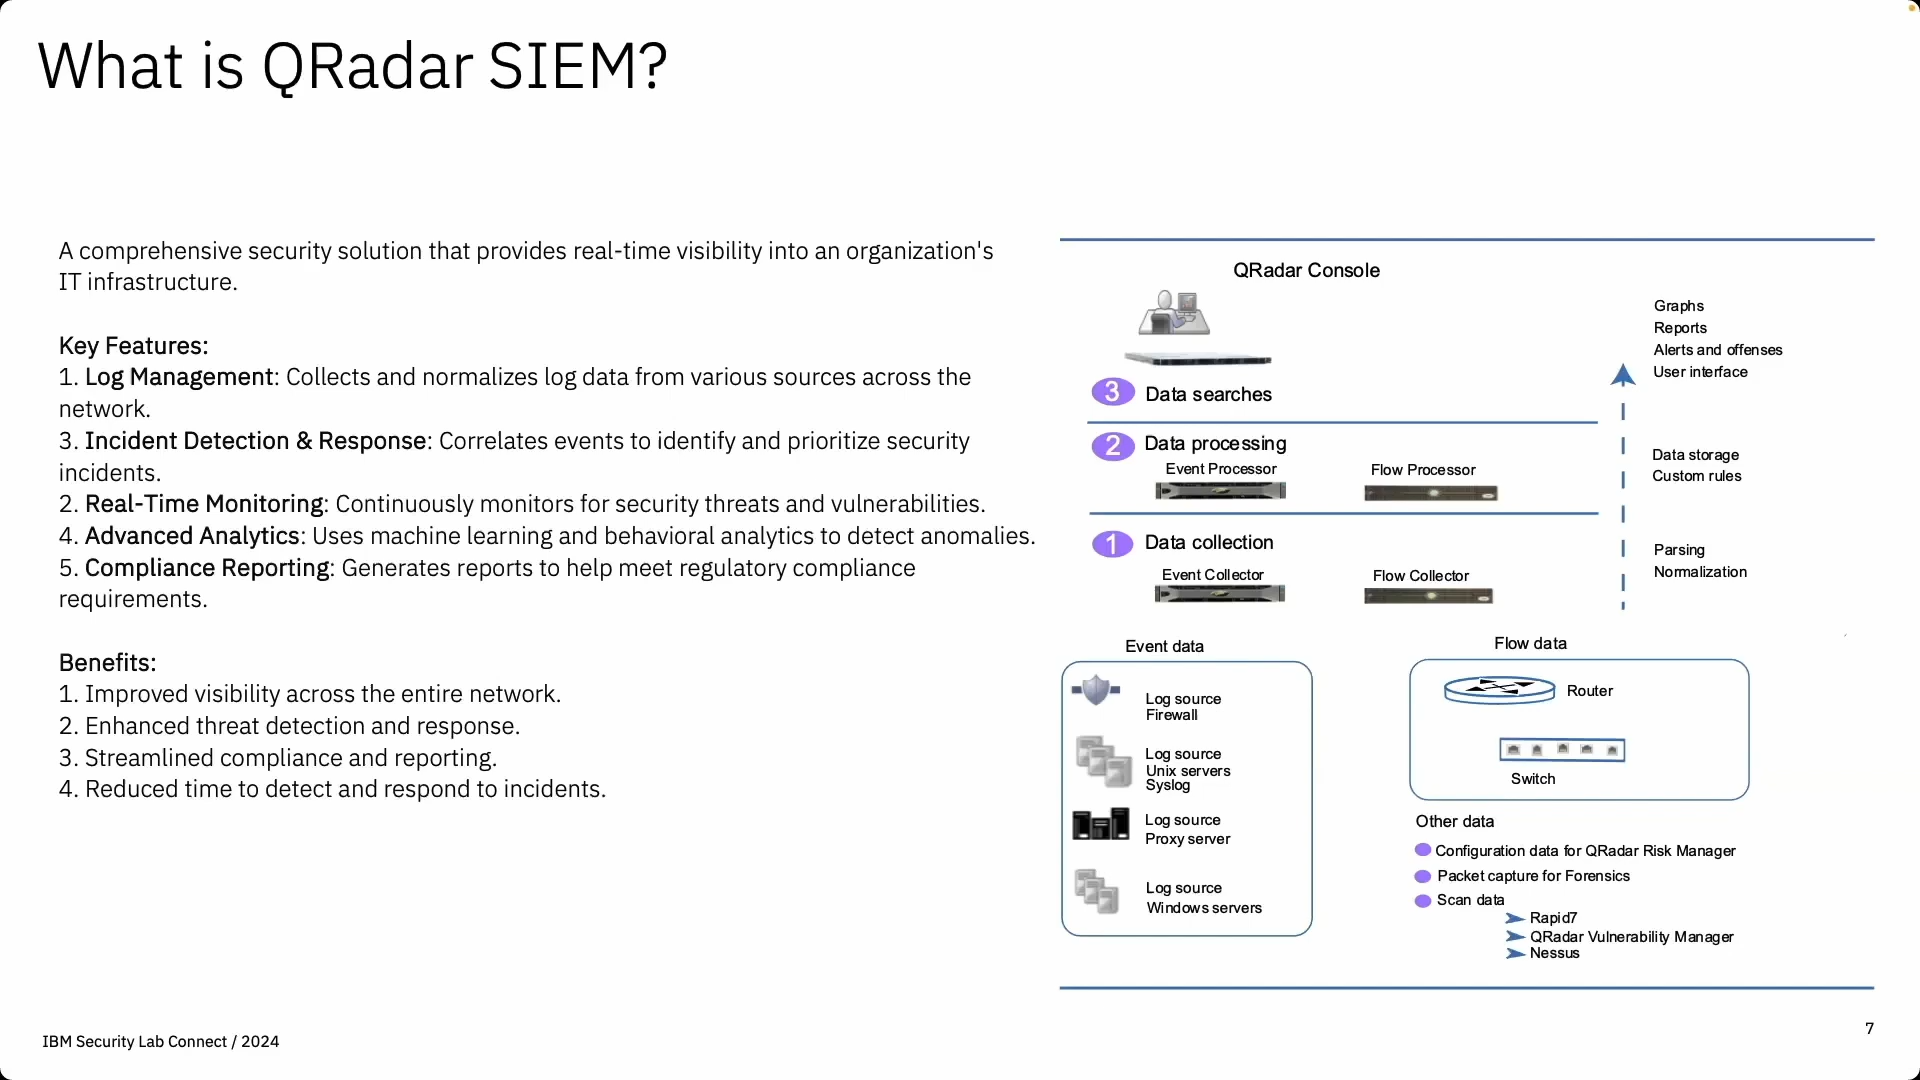 What is QRadar SIEM?
A comprehensive security solution that provides real-time visibility into an organization's
IT infrastructure.
Key Features:
1. Log Management: Collects and normalizes log data from various sources across the
network.
3. Incident Detection & Response: Correlates events to identify and prioritize security
incidents.
2. Real-Time Monitoring: Continuously monitors for security threats and vulnerabilities.
4. Advanced Analytics: Uses machine learning and behavioral analytics to detect anomalies.
5. Compliance Reporting: Generates reports to help meet regulatory compliance
requirements.
Benefits:
1. Improved visibility across the entire network.
2. Enhanced threat detection and response.
3. Streamlined compliance and reporting.
4. Reduced time to detect and respond to incidents.
QRadar Console
3 Data searches
Graphs
Reports
Alerts and offenses
User interface
2 Data processing
Event Processor
Flow Processor
Data storage
Custom rules
1 Data collection
Event Collector
Flow Collector
Parsing
Normalization
Event data
Log source
Firewall
Log source
Unix servers
Syslog
Log source
Proxy server
Log source
Windows servers
Flow data
Router
Switch
Other data
Configuration data for QRadar Risk Manager
Packet capture for Forensics
Scan data
Rapid7
QRadar Vulnerability Manager
Nessus
IBM Security Lab Connect / 2024
7